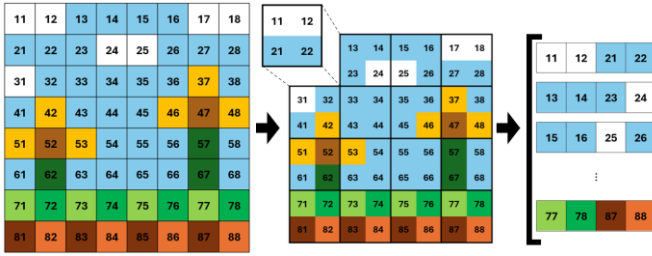 11 12 13 14 15 16 17 18
21 22 23 24 25 26 27 28
31 32 33 34 35 36 37 38
41 42 43 44 45 46 47 48
51 52 53 54 55 56 57 58
61 62 63 64 65 66 67 68
71 72 73 74 75 76 77 78
81 82 83 84 85 86 87 88
11 12
21 22
13 14 15 16 17 18
23 24 25 26 27 28
31 32 33 34 35 36 37 38
41 42 43 44 45 46 47 48
51 52 53 54 55 56 57 58
61 62 63 64 65 66 67 68
71 72 73 74 75 76 77 78
81 82 83 84 85 86 87 88
11 12 21 22
13 14 23 24
15 16 25 26
⋮
77 78 87 88